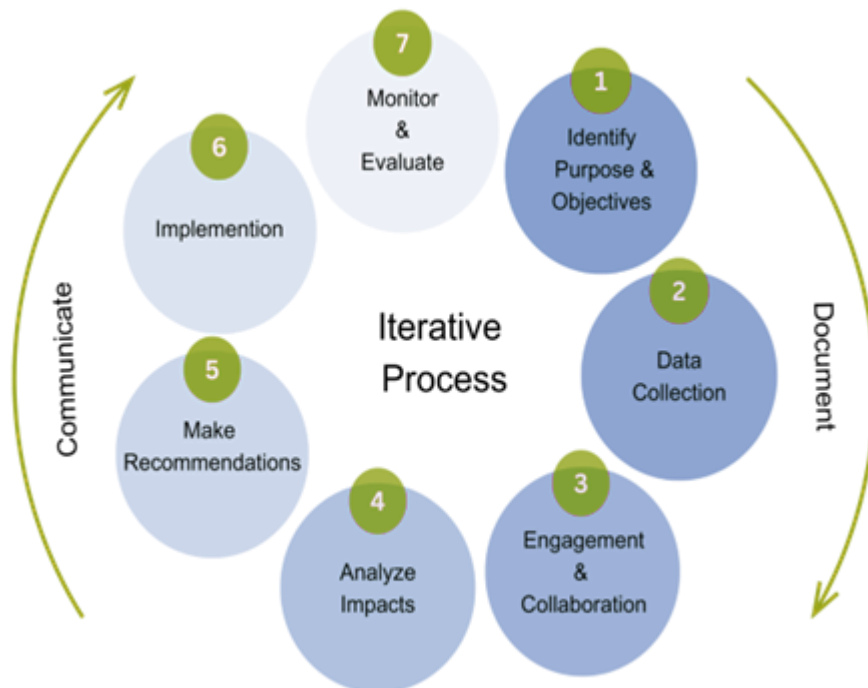 7
Monitor
&
Evaluate
1
Identify
Purpose &
Objectives
2
Data
Collection
3
Engagement
&
Collaboration
4
Analyze
Impacts
5
Make
Recommendations
6
Implemention
Iterative
Process
Communicate
Document